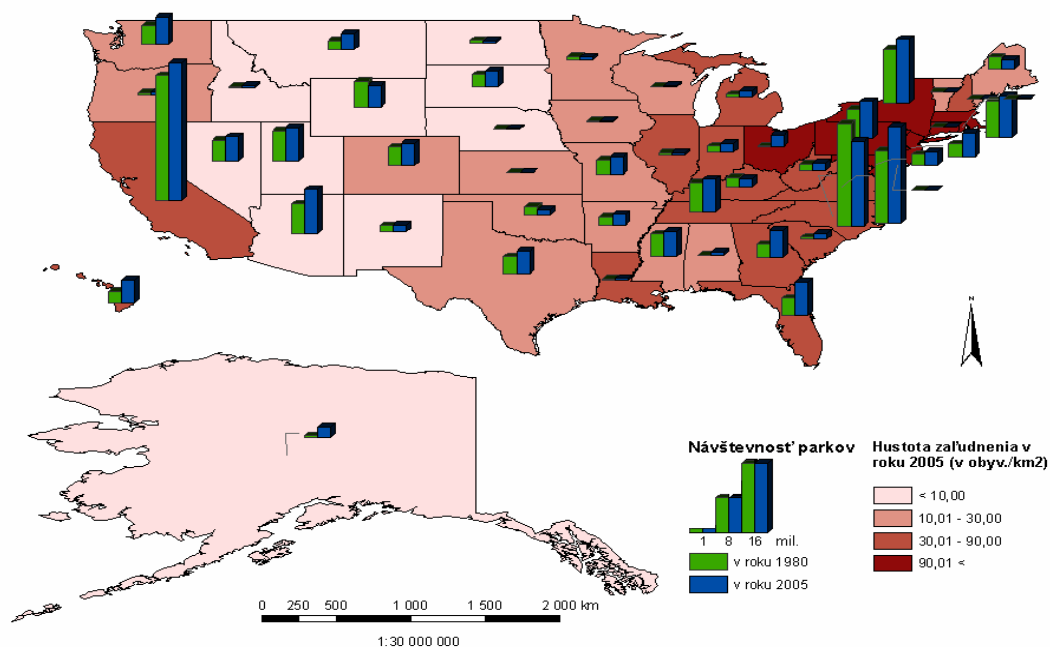 N
Návštevnosť parkov
1 8 16 mil.
v roku 1980
v roku 2005
Hustota zaľudnenia v
roku 2005 (v obyv./km2)
< 10,00
10,01 - 30,00
30,01 - 90,00
90,01 <
0 250 500 1 000 1 500 2 000 km
1:30 000 000